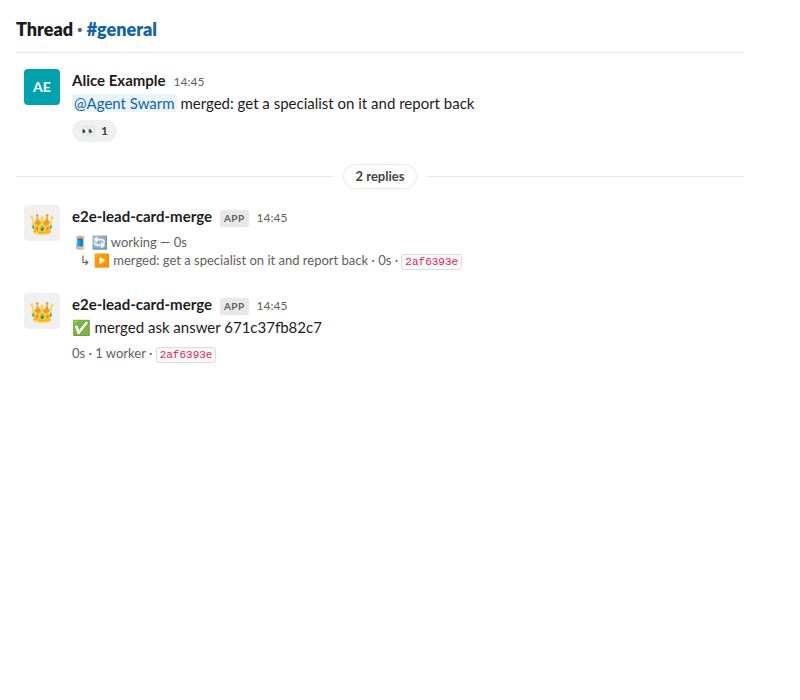 Thread • #general
AE
Alice Example 14:45
@Agent Swarm merged: get a specialist on it and report back
👀 1
2 replies
e2e-lead-card-merge APP 14:45
🧵 🔄 working — 0s
↳ ▶️ merged: get a specialist on it and report back · 0s · 2af6393e
e2e-lead-card-merge APP 14:45
✅ merged ask answer 671c37fb82c7
0s · 1 worker · 2af6393e